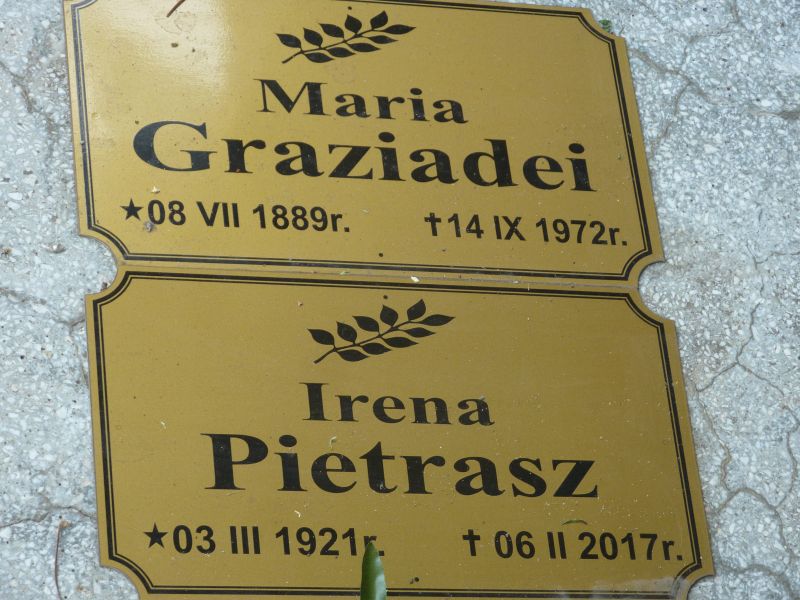 Maria
Graziadei
★08 VII 1889r. ✝14 IX 1972r.
Irena
Pietrasz
★03 III 1921r. ✝06 II 2017r.